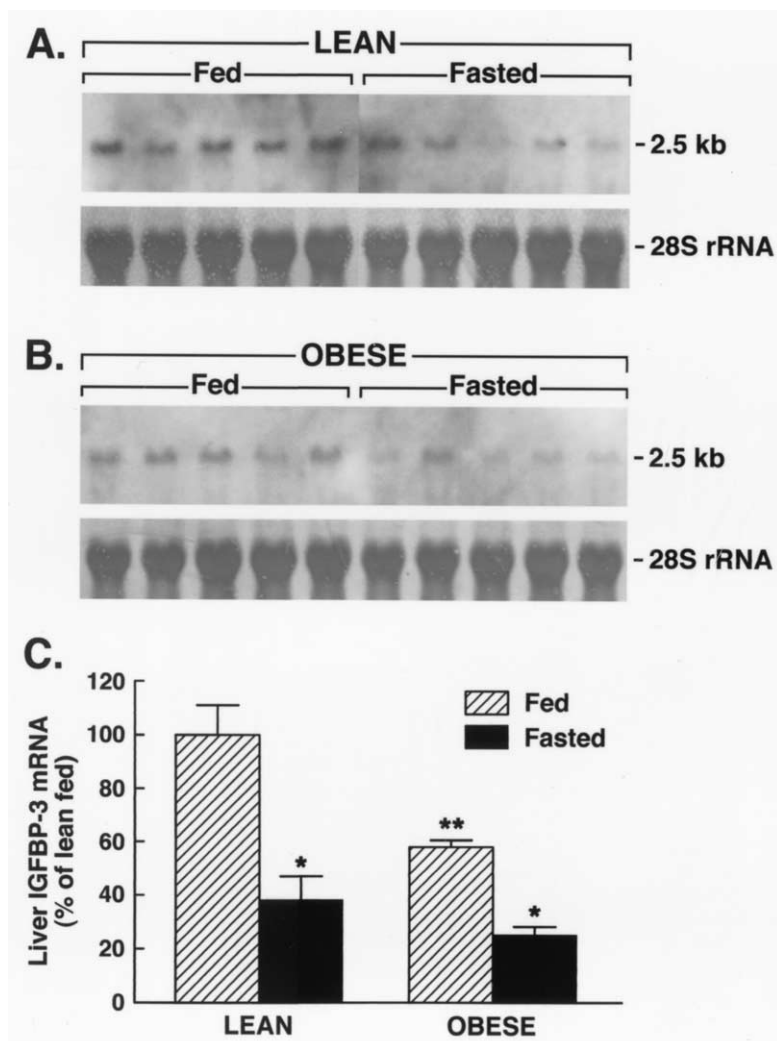 A.
LEAN
Fed Fasted
- 2.5 kb
- 28S rRNA
B.
OBESE
Fed Fasted
- 2.5 kb
- 28S rRNA
C.
Liver IGFBP-3 mRNA
(% of lean fed)
120
100
80
60
40
20
0
Fed
Fasted
*
**
*
LEAN OBESE